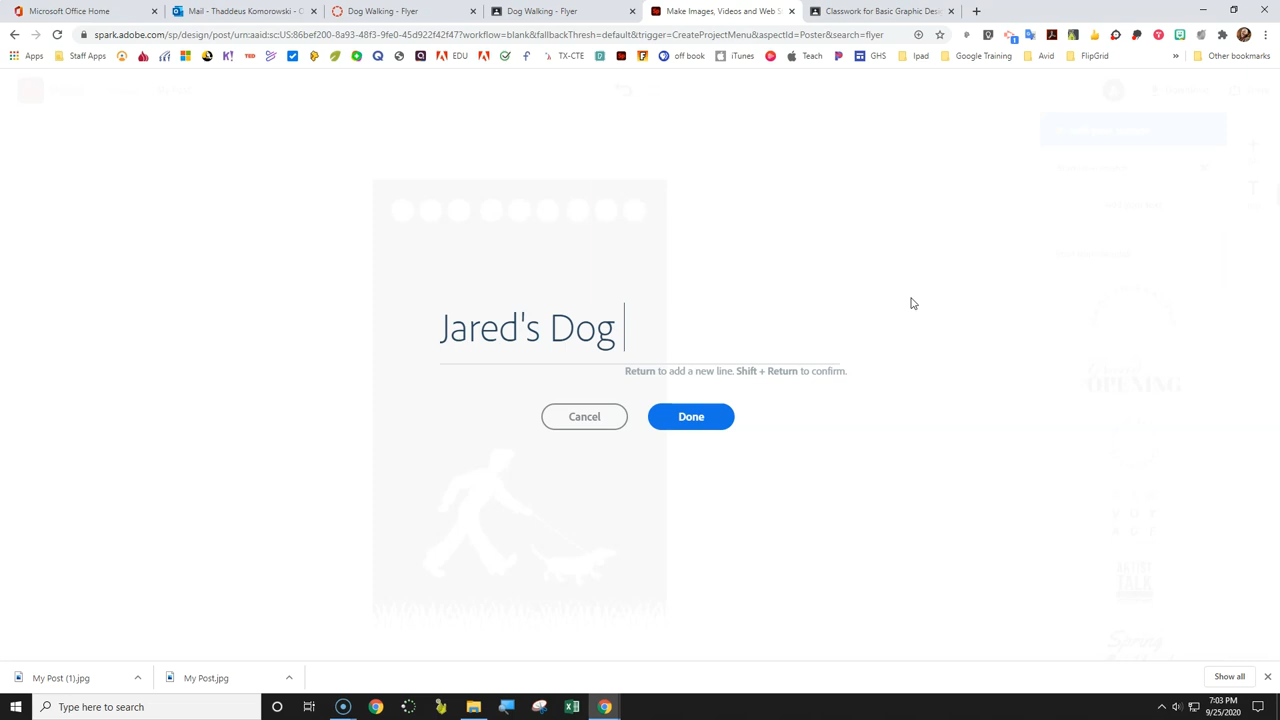 Microsoft Office Home
Mail - Thaddeus Komorowski - O
Dog Walking - Flyer
Dog Walking - Flyer
Make Images, Videos and Web S
Classwork for Basic Graphic Desi
spark.adobe.com/sp/design/post/urn:aaid:sc:US:86bef200-8a93-48f3-9fe0-45d922f42f47?workflow=blank&fallbackThresh=default&trigger=CreateProjectMenu&aspectId=Poster&search=flyer
Apps
Staff Apps
EDU
TX-CTE
off book
iTunes
Teach
GHS
Ipad
Google Training
Avid
FlipGrid
Other bookmarks
OPENING
Jared's Dog
Return to add a new line. Shift + Return to confirm.
Cancel
Done
ARTIST
TALK
Spring
My Post (1).jpg
My Post.jpg
Show all
Type here to search
7:03 PM
9/25/2020